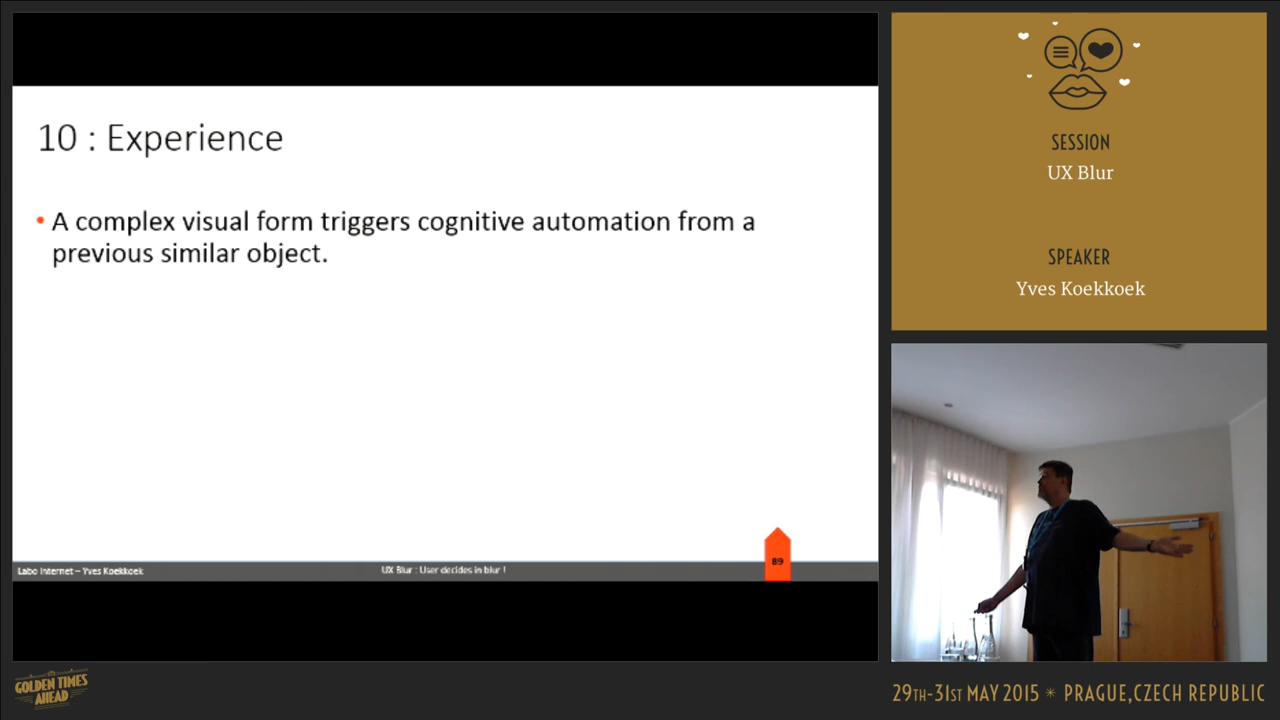 10 : Experience
• A complex visual form triggers cognitive automation from a
previous similar object.
Labo Internet – Yves Koekkoek
UX Blur : User decides in blur !
89
SESSION
UX Blur
SPEAKER
Yves Koekkoek
GOLDEN TIMES
AHEAD
29TH-31ST MAY 2015 * PRAGUE, CZECH REPUBLIC